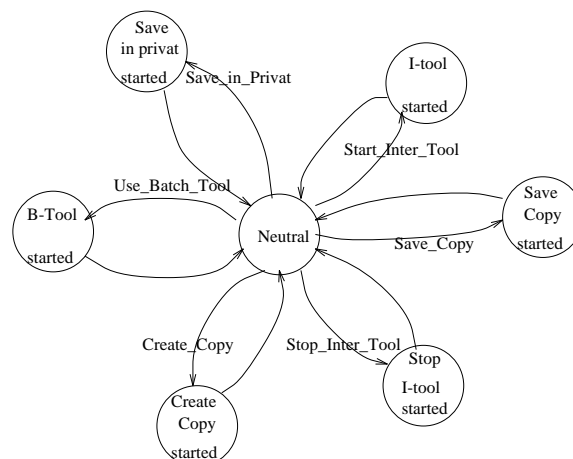 Save
in privat
started
Save_in_Privat
I-tool
started
Start_Inter_Tool
Use_Batch_Tool
B-Tool
started
Neutral
Save
Copy
started
Save_Copy
Create_Copy
Stop_Inter_Tool
Stop
I-tool
started
Create
Copy
started